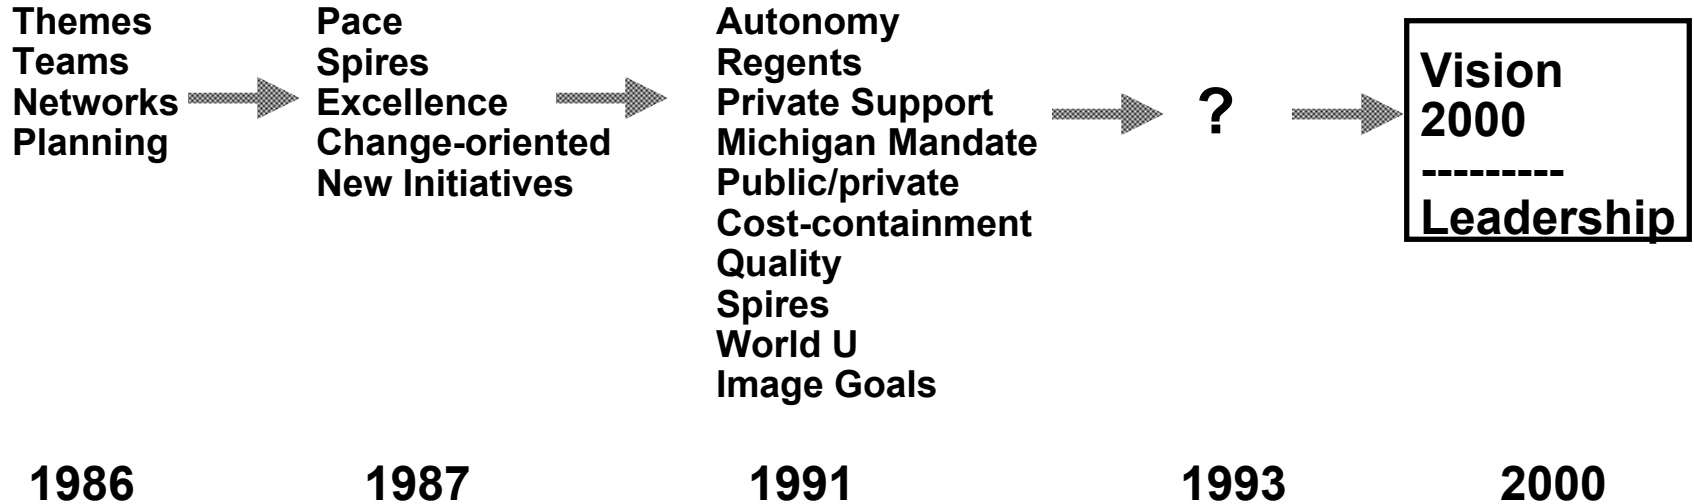 Themes
Teams
Networks
Planning
Pace
Spires
Excellence
Change-oriented
New Initiatives
Autonomy
Regents
Private Support
Michigan Mandate
Public/private
Cost-containment
Quality
Spires
World U
Image Goals
?
Vision
2000
---------
Leadership
1986
1987
1991
1993
2000